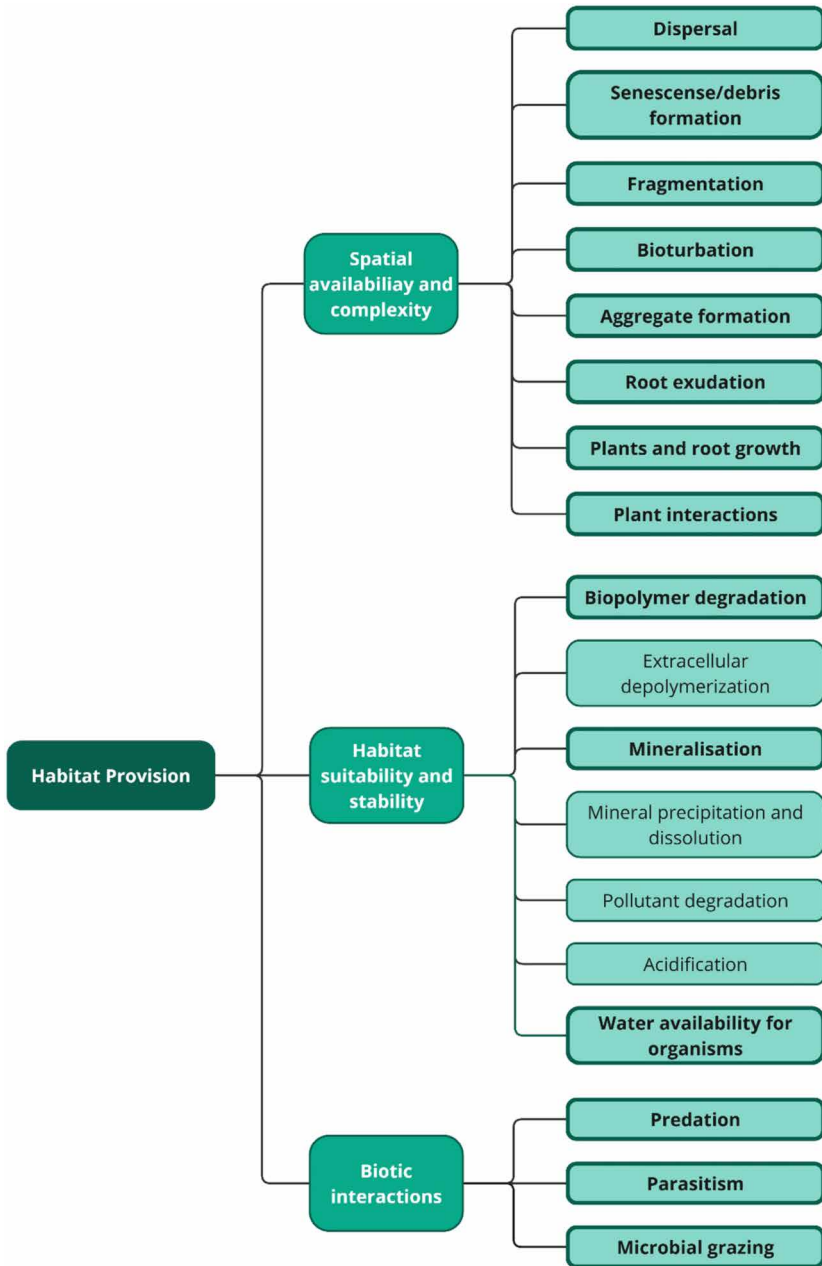 Dispersal
Senescense/debris
formation
Fragmentation
Bioturbation
Spatial
availabiliay and
complexity
Aggregate formation
Root exudation
Plants and root growth
Plant interactions
Biopolymer degradation
Extracellular
depolymerization
Habitat Provision
Habitat
suitability and
stability
Mineralisation
Mineral precipitation and
dissolution
Pollutant degradation
Acidification
Water availability for
organisms
Predation
Biotic
interactions
Parasitism
Microbial grazing